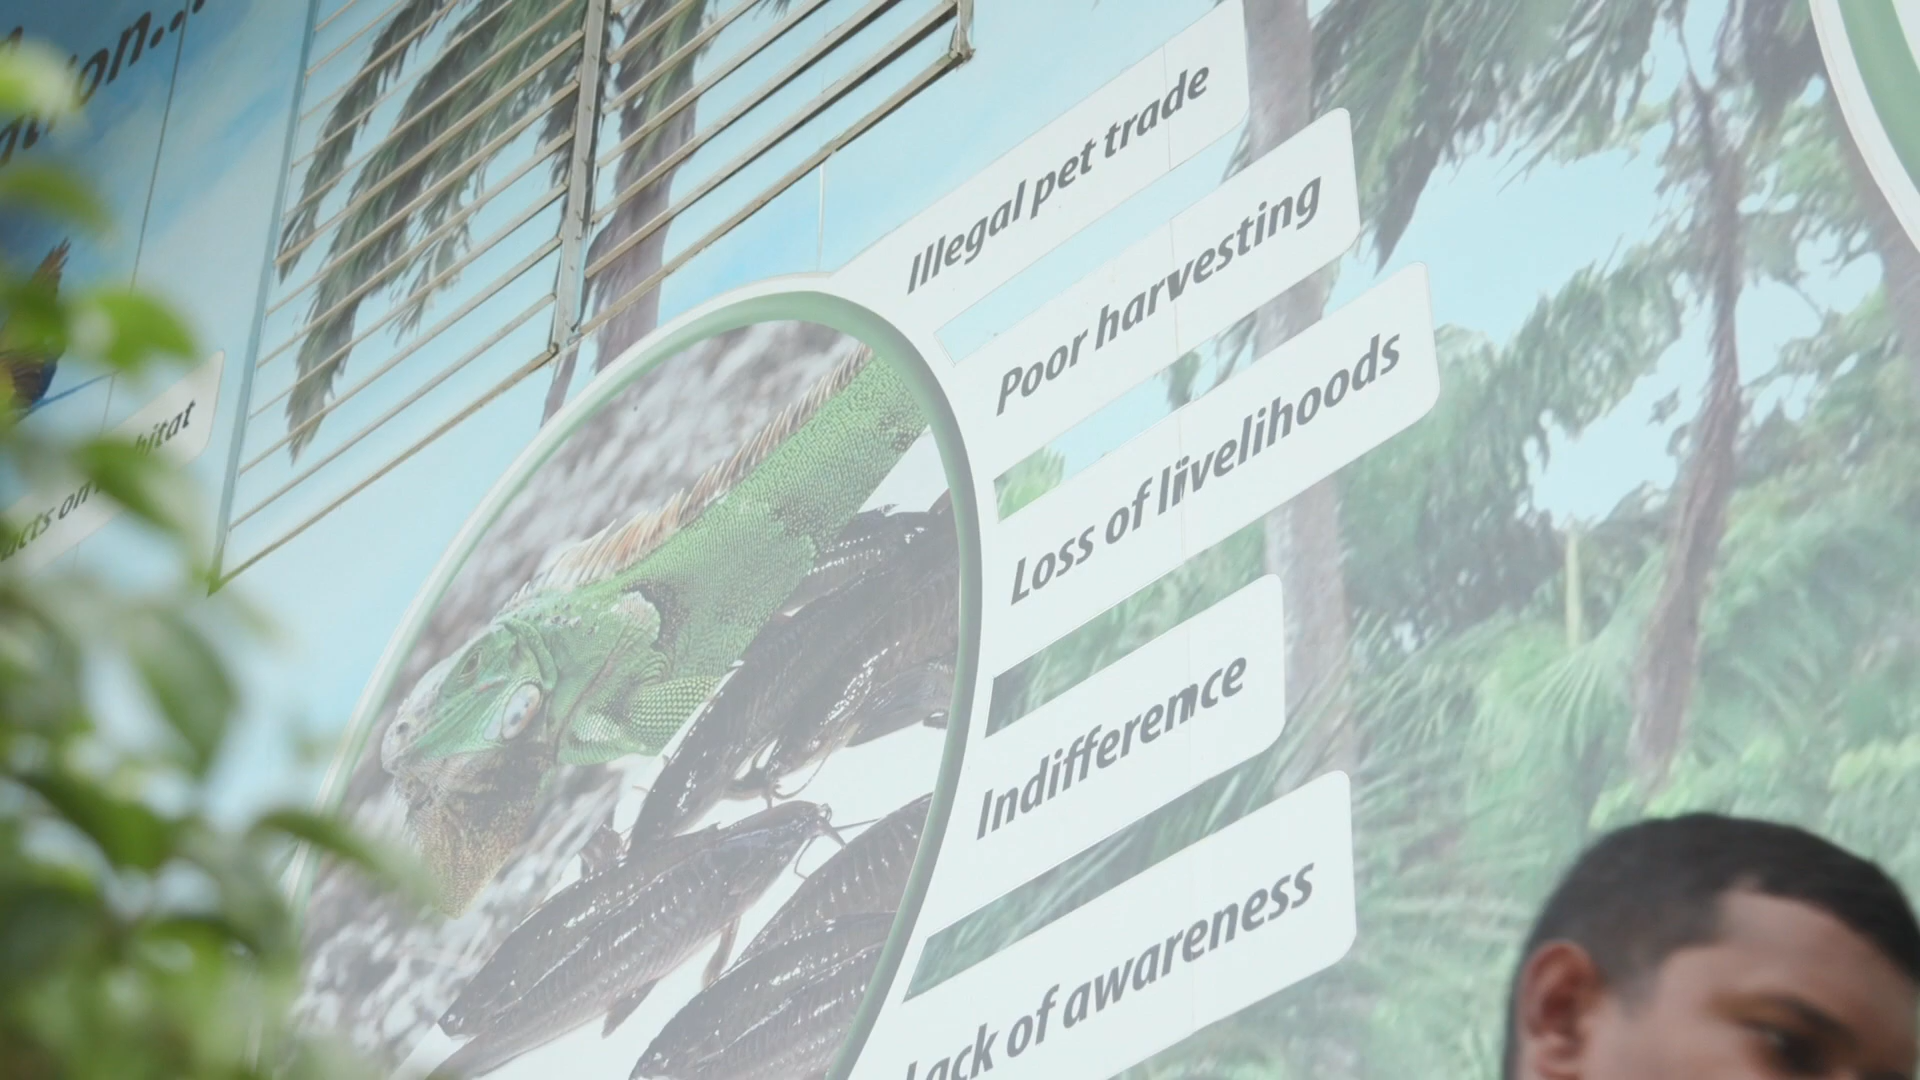 Illegal pet trade
Poor harvesting
Loss of livelihoods
Indifference
Lack of awareness